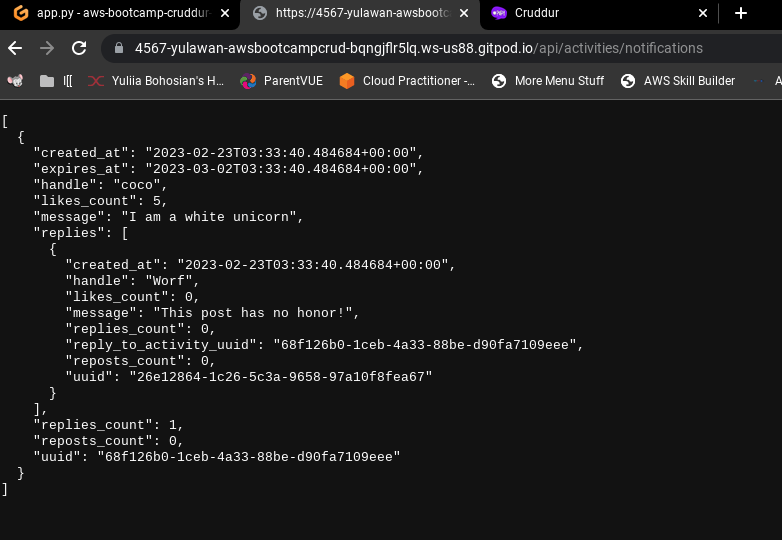 app.py - aws-bootcamp-cruddur-
https://4567-yulawan-awsbootc
Cruddur
4567-yulawan-awsbootcampcrud-bqngjflr5lq.ws-us88.gitpod.io/api/activities/notifications
I[[
Yuliia Bohosian's H...
ParentVUE
Cloud Practitioner -...
More Menu Stuff
AWS Skill Builder
A
[
  {
    "created_at": "2023-02-23T03:33:40.484684+00:00",
    "expires_at": "2023-03-02T03:33:40.484684+00:00",
    "handle": "coco",
    "likes_count": 5,
    "message": "I am a white unicorn",
    "replies": [
      {
        "created_at": "2023-02-23T03:33:40.484684+00:00",
        "handle": "Worf",
        "likes_count": 0,
        "message": "This post has no honor!",
        "replies_count": 0,
        "reply_to_activity_uuid": "68f126b0-1ceb-4a33-88be-d90fa7109eee",
        "reposts_count": 0,
        "uuid": "26e12864-1c26-5c3a-9658-97a10f8fea67"
      }
    ],
    "replies_count": 1,
    "reposts_count": 0,
    "uuid": "68f126b0-1ceb-4a33-88be-d90fa7109eee"
  }
]